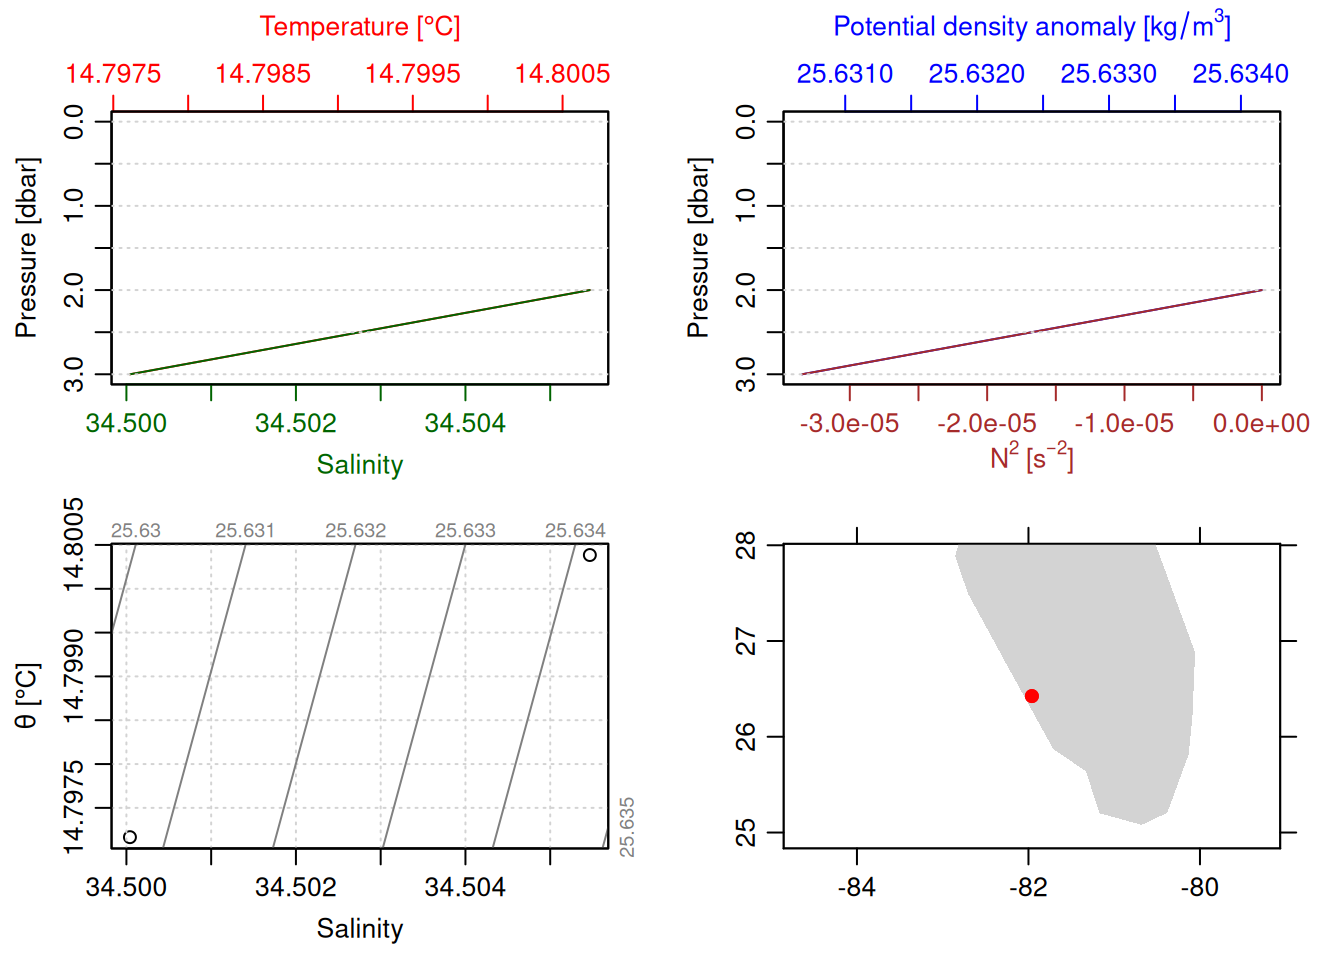 Temperature [°C]
14.7975 14.7985 14.7995 14.8005
Pressure [dbar]
0.0
1.0
2.0
3.0
34.500 34.502 34.504
Salinity
Potential density anomaly [kg/m³]
25.6310 25.6320 25.6330 25.6340
Pressure [dbar]
0.0
1.0
2.0
3.0
-3.0e-05 -2.0e-05 -1.0e-05 0.0e+00
N² [s⁻²]
25.63 25.631 25.632 25.633 25.634
θ [°C]
14.8005
14.7990
14.7975
25.635
34.500 34.502 34.504
Salinity
28
27
26
25
-84 -82 -80